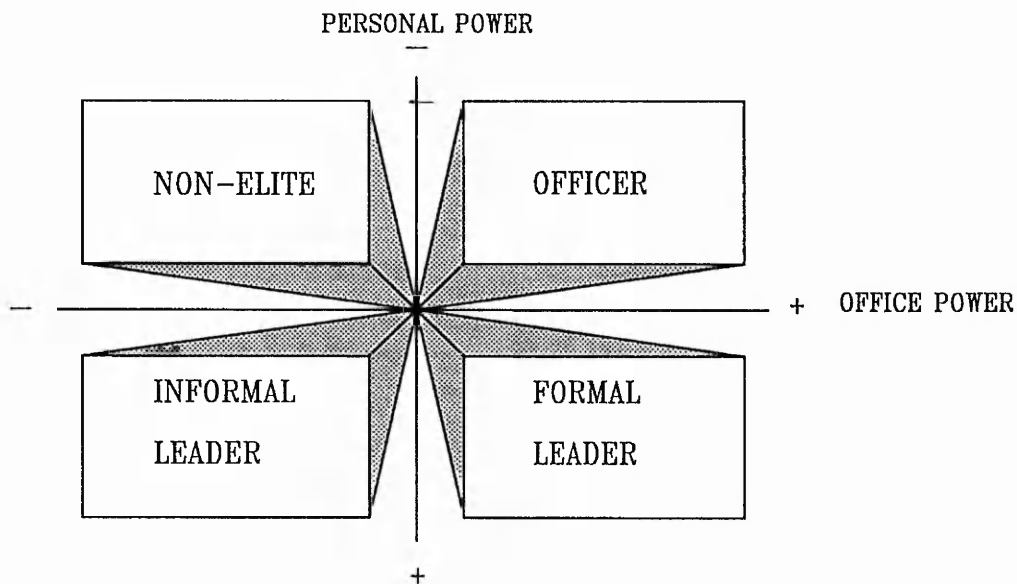 PERSONAL POWER
−
NON-ELITE
OFFICER
− + OFFICE POWER
INFORMAL
LEADER
FORMAL
LEADER
+